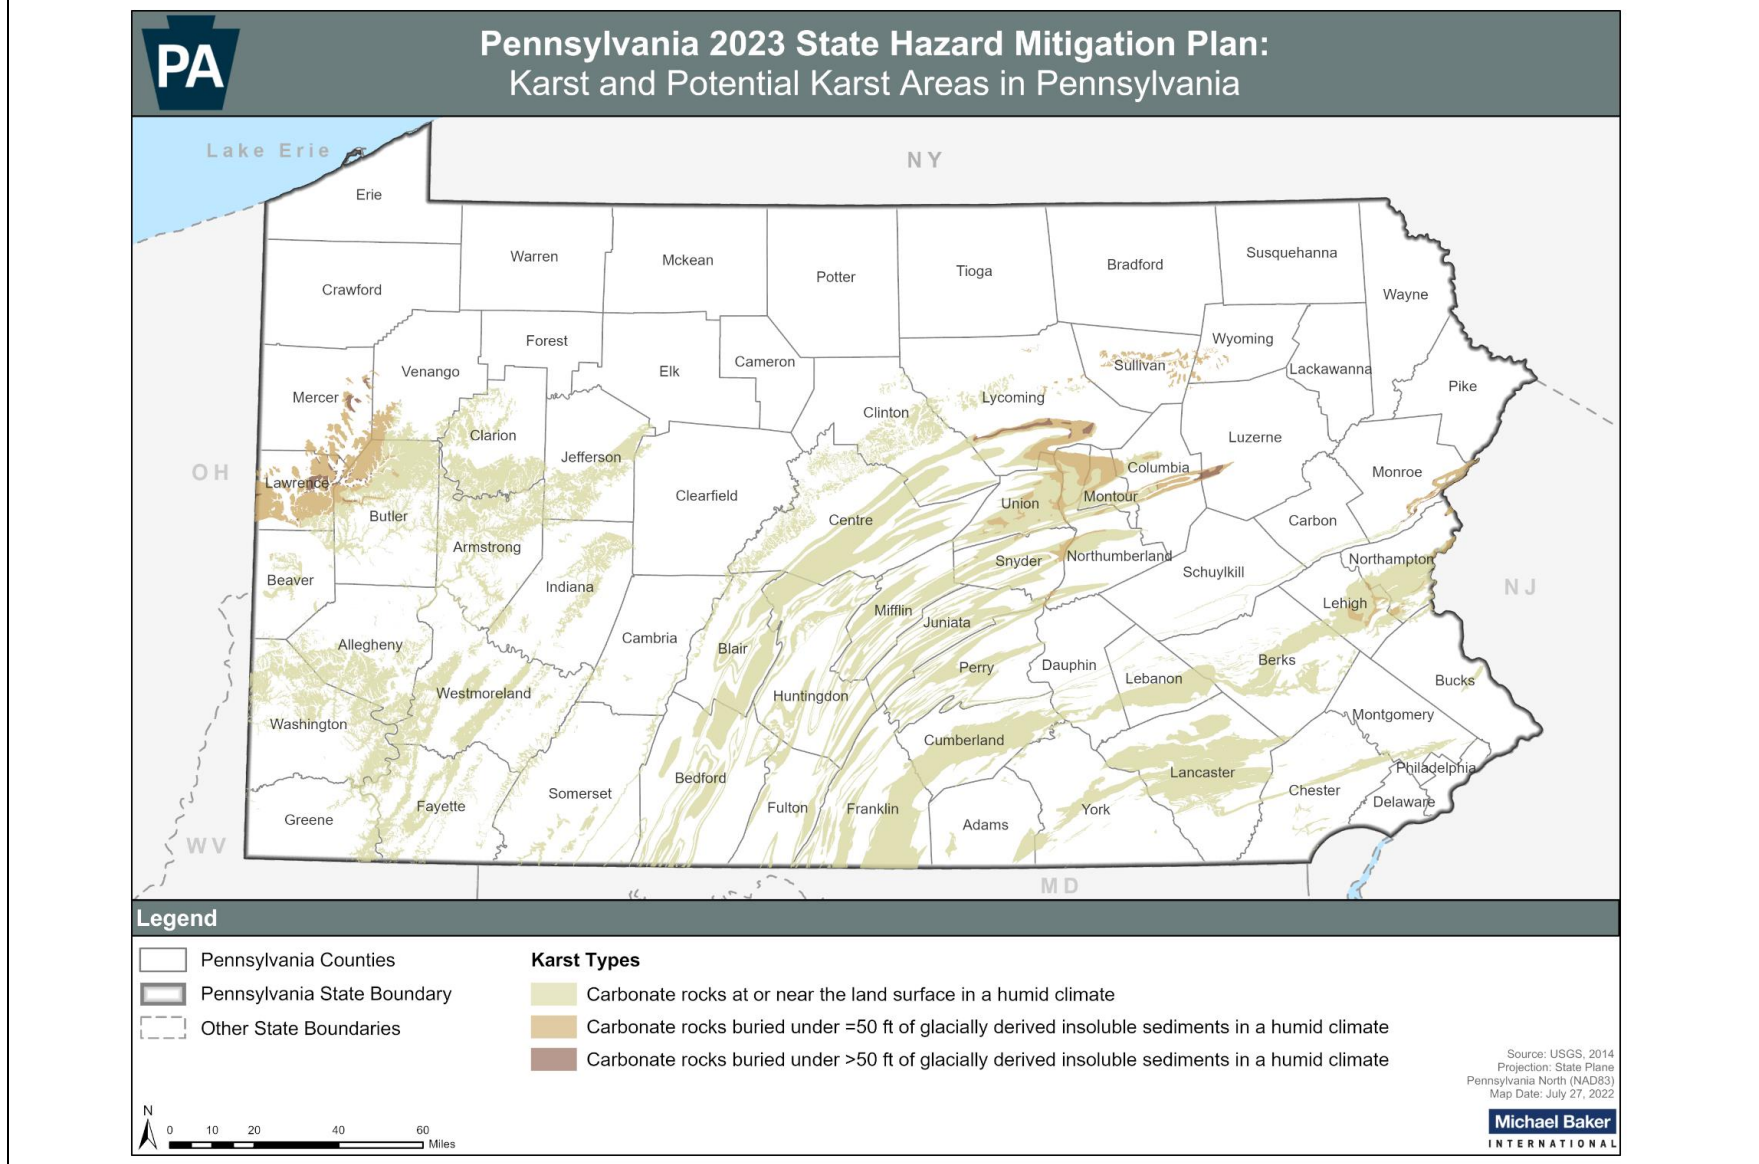 PA
Pennsylvania 2023 State Hazard Mitigation Plan:
Karst and Potential Karst Areas in Pennsylvania
Lake Erie
NY
Erie
Warren
Mckean
Potter
Tioga
Bradford
Susquehanna
Wayne
Crawford
Forest
Elk
Cameron
Wyoming
Lackawanna
Sullivan
Pike
Mercer
Venango
Clinton
Lycoming
Clarion
Jefferson
Luzerne
OH
Lawrence
Clearfield
Columbia
Monroe
Butler
Centre
Union
Montour
Carbon
Armstrong
Snyder
Northumberland
Schuylkill
Northampton
NJ
Beaver
Indiana
Mifflin
Juniata
Lehigh
Allegheny
Cambria
Blair
Perry
Dauphin
Lebanon
Berks
Bucks
Westmoreland
Huntingdon
Washington
Cumberland
Montgomery
Lancaster
Philadelphia
Bedford
Somerset
Fayette
Fulton
Franklin
York
Chester
Delaware
Greene
Adams
WV
MD
Legend
Pennsylvania Counties
Pennsylvania State Boundary
Other State Boundaries
Karst Types
Carbonate rocks at or near the land surface in a humid climate
Carbonate rocks buried under =50 ft of glacially derived insoluble sediments in a humid climate
Carbonate rocks buried under >50 ft of glacially derived insoluble sediments in a humid climate
Source: USGS, 2014
Projection: State Plane
Pennsylvania North (NAD83)
Map Date: July 27, 2022
N
0 10 20 40 60
Miles
Michael Baker
INTERNATIONAL